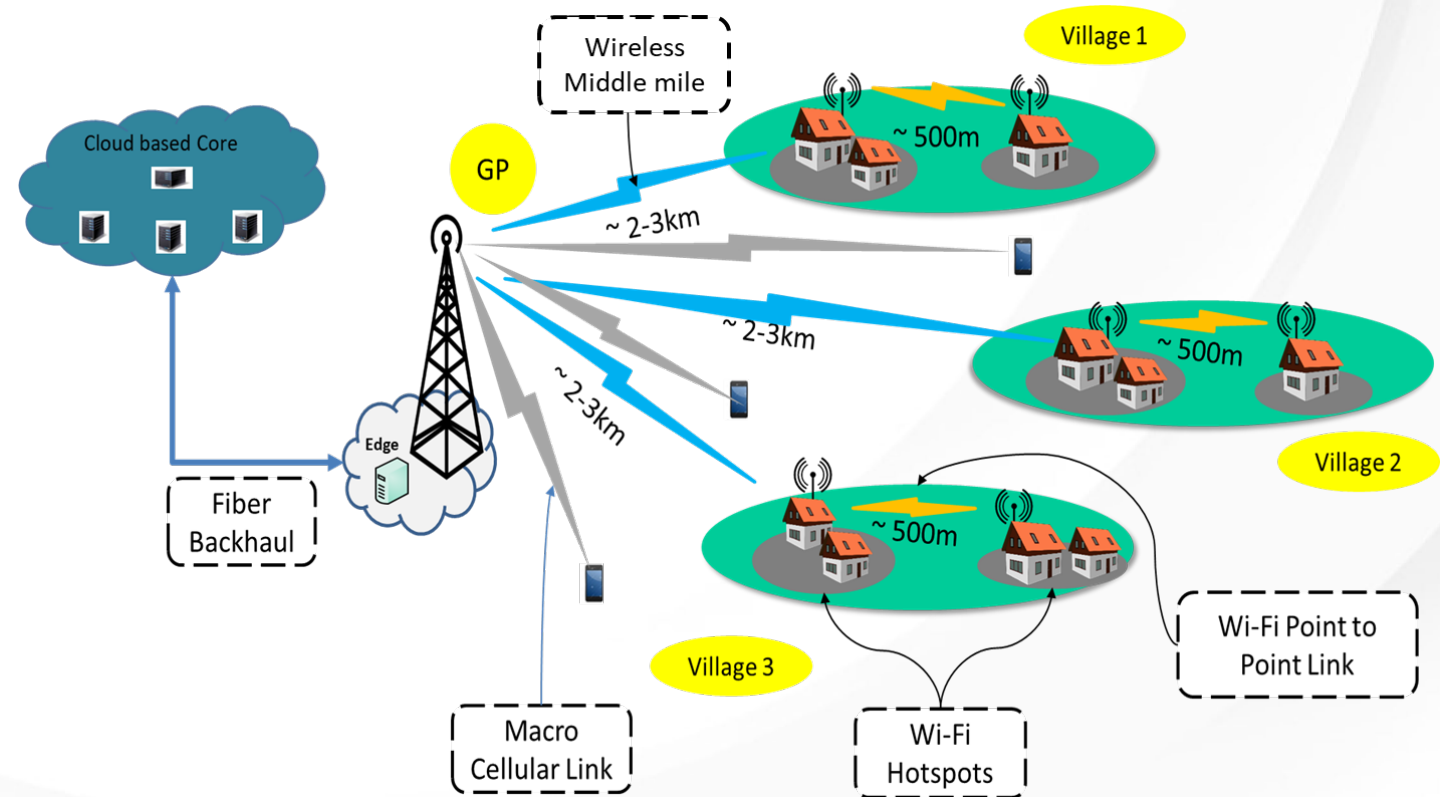 Wireless
Middle mile
Village 1
Cloud based Core
GP
~ 500m
~ 2-3km
~ 2-3km
~ 500m
~ 2-3km
Edge
Village 2
Fiber
Backhaul
~ 500m
Wi-Fi Point to
Point Link
Village 3
Macro
Cellular Link
Wi-Fi
Hotspots